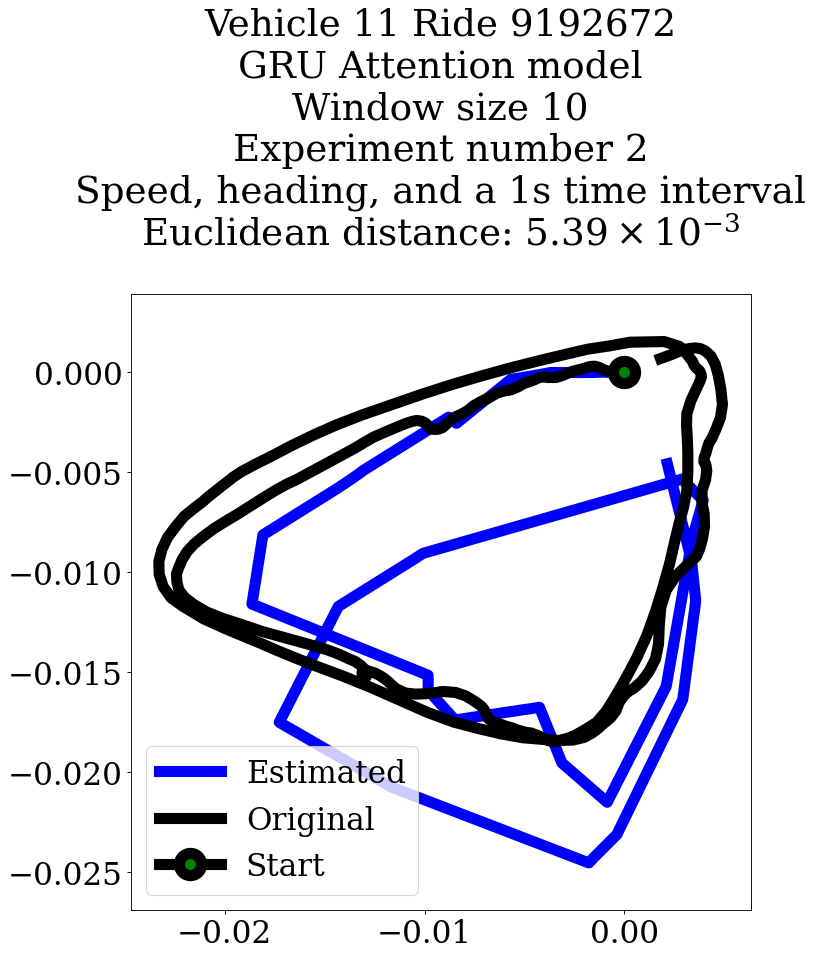 Vehicle 11 Ride 9192672
GRU Attention model
Window size 10
Experiment number 2
Speed, heading, and a 1s time interval
Euclidean distance: 5.39 × 10⁻³
0.000
−0.005
−0.010
−0.015
−0.020
−0.025
Estimated
Original
Start
−0.02
−0.01
0.00